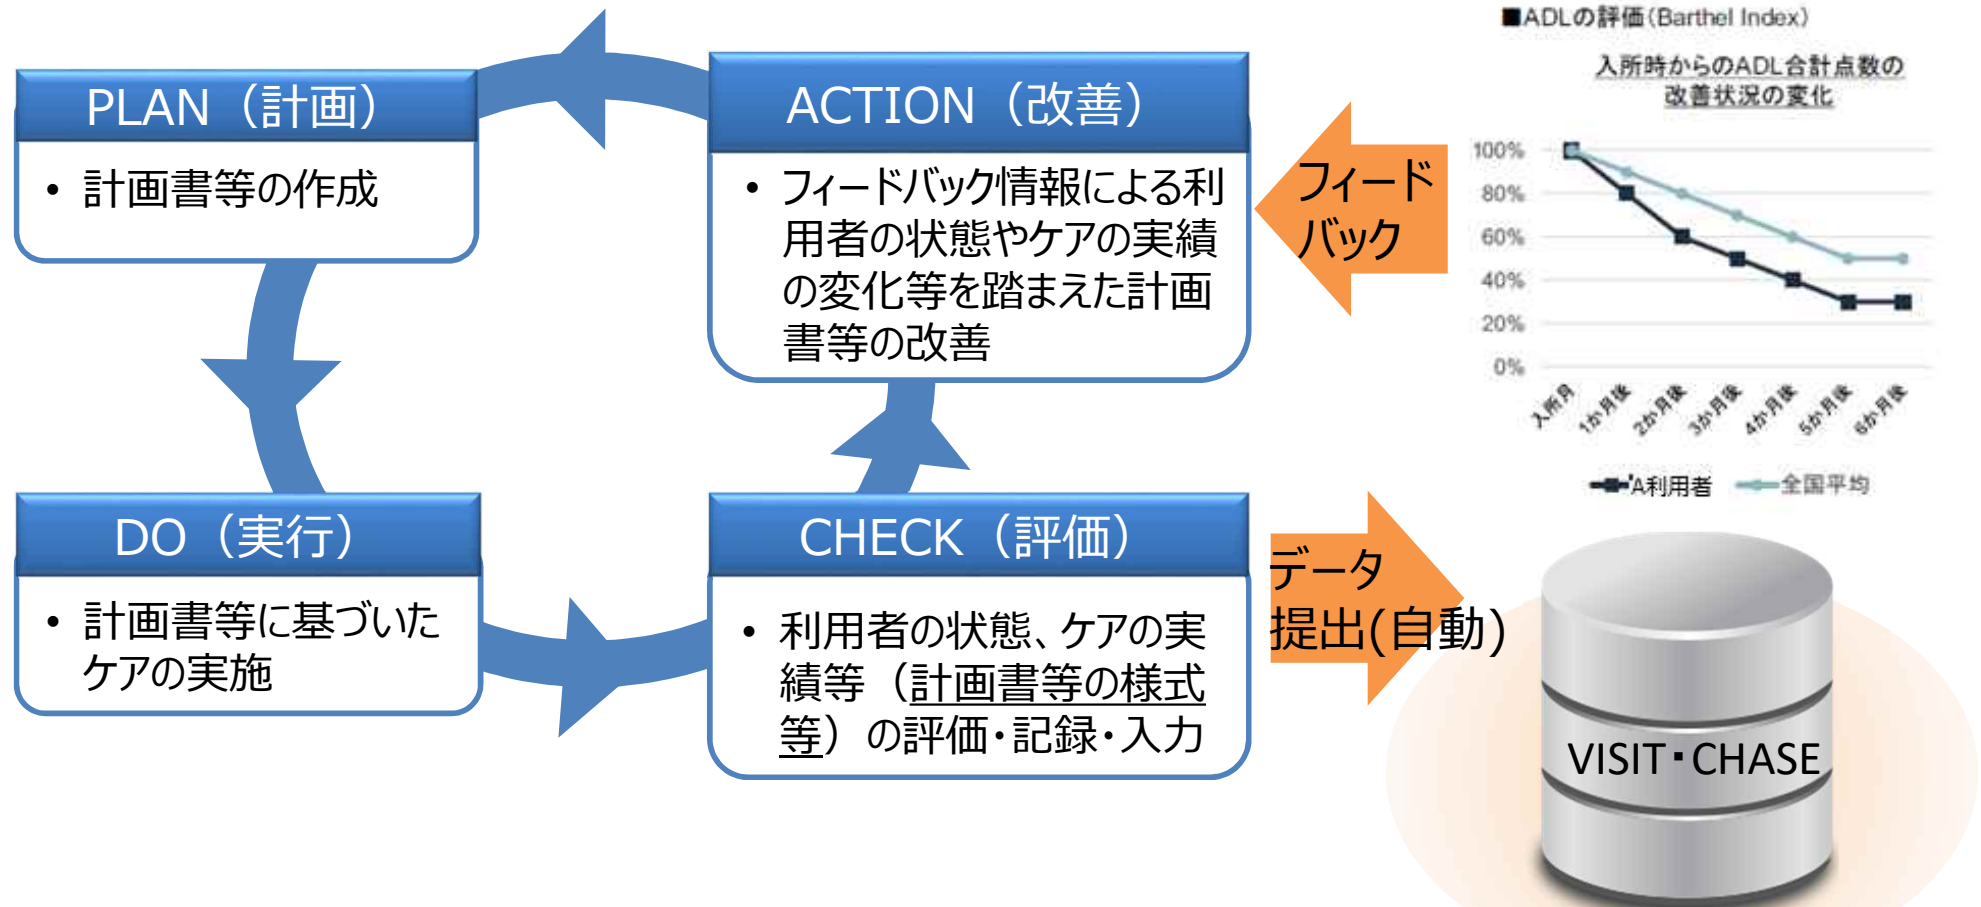 PLAN（計画）
• 計画書等の作成
ACTION（改善）
• フィードバック情報による利
用者の状態やケアの実績
の変化等を踏まえた計画
書等の改善
フィード
バック
■ADLの評価(Barthel Index)
入所時からのADL合計点数の
改善状況の変化
100%
80%
60%
40%
20%
0%
入所月
1か月後
2か月後
3か月後
4か月後
5か月後
6か月後
A利用者
全国平均
DO（実行）
• 計画書等に基づいた
ケアの実施
CHECK（評価）
• 利用者の状態、ケアの実
績等（計画書等の様式
等）の評価・記録・入力
データ
提出(自動)
VISIT・CHASE